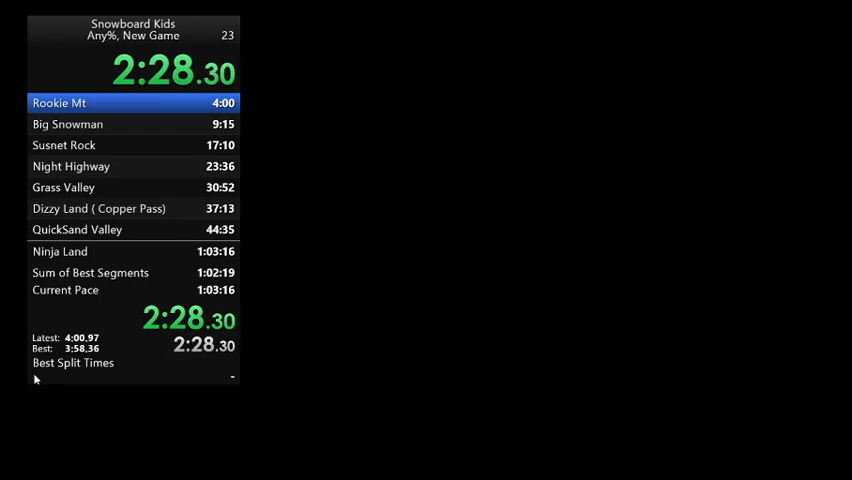 Snowboard Kids
Any%, New Game 23
2:28.30
Rookie Mt 4:00
Big Snowman 9:15
Susnet Rock 17:10
Night Highway 23:36
Grass Valley 30:52
Dizzy Land ( Copper Pass) 37:13
QuickSand Valley 44:35
Ninja Land 1:03:16
Sum of Best Segments 1:02:19
Current Pace 1:03:16
2:28.30
Latest: 4:00.97
Best: 3:58.36 2:28.30
Best Split Times
-